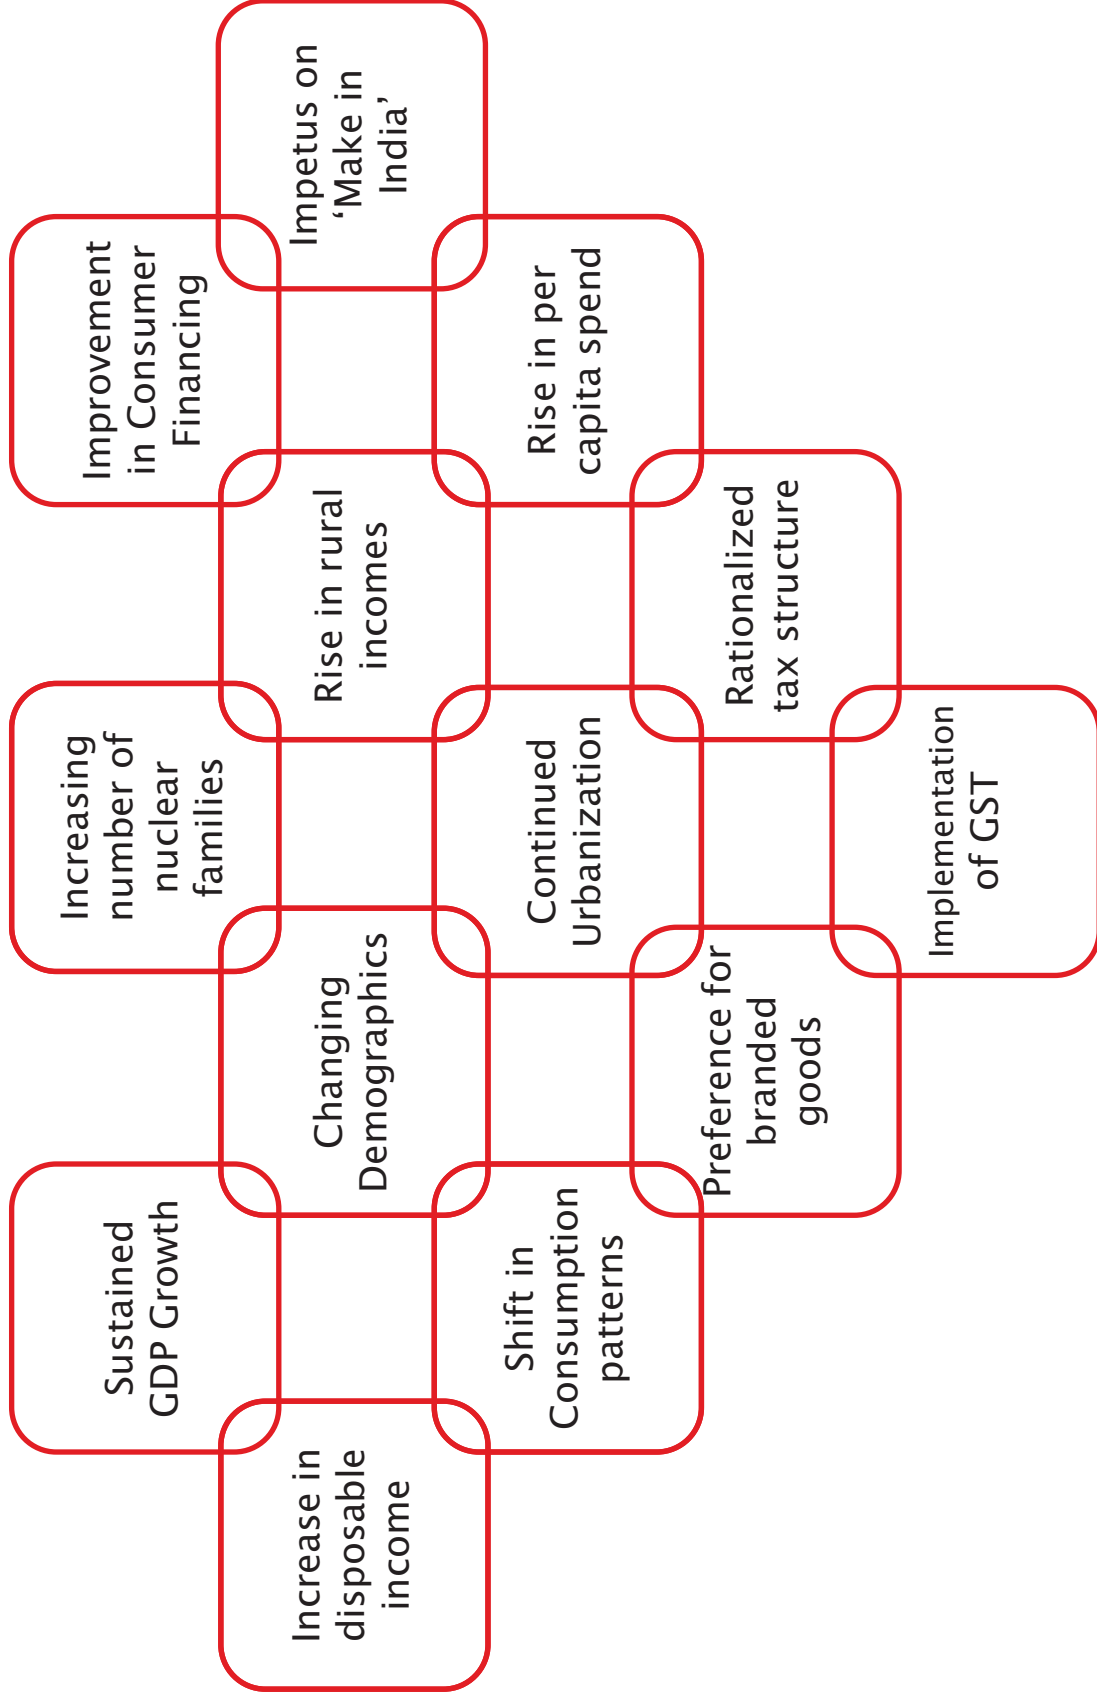 Sustained
GDP Growth
Increasing
number of
nuclear
families
Improvement
in Consumer
Financing
Increase in
disposable
income
Changing
Demographics
Rise in rural
incomes
Impetus on
‘Make in
India’
Shift in
Consumption
patterns
Continued
Urbanization
Rise in per
capita spend
Preference for
branded
goods
Rationalized
tax structure
Implementation
of GST